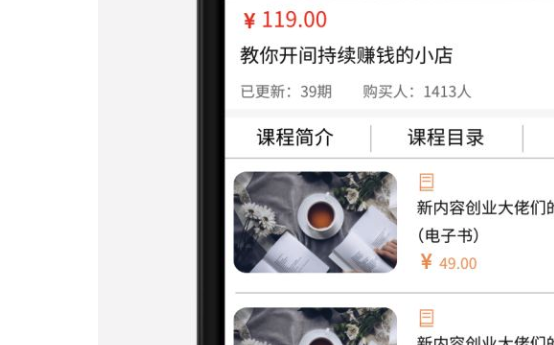 ¥ 119.00
教你开间持续赚钱的小店
已更新：39期 购买人：1413人
课程简介 课程目录
新内容创业大佬们的
（电子书）
¥ 49.00
新内容创业大佬们的